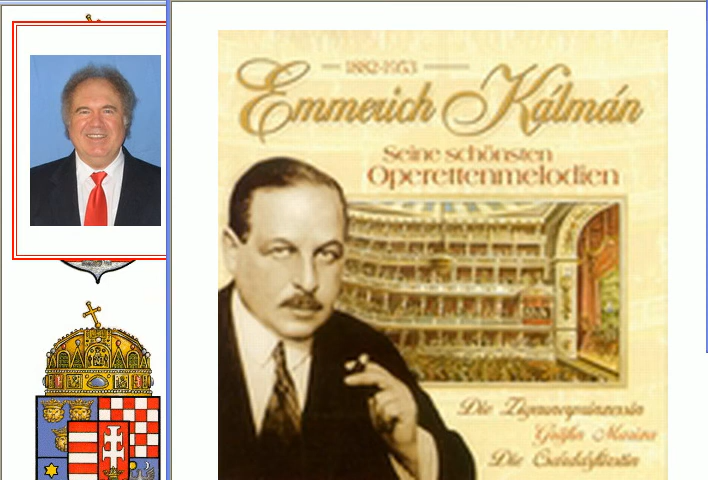 1882-1953
Emmerich Kálmán
Seine schönsten
Operettenmelodien
Die Zigeunerprinzessin
Gräfin Mariza
Die Csárdásfürstin